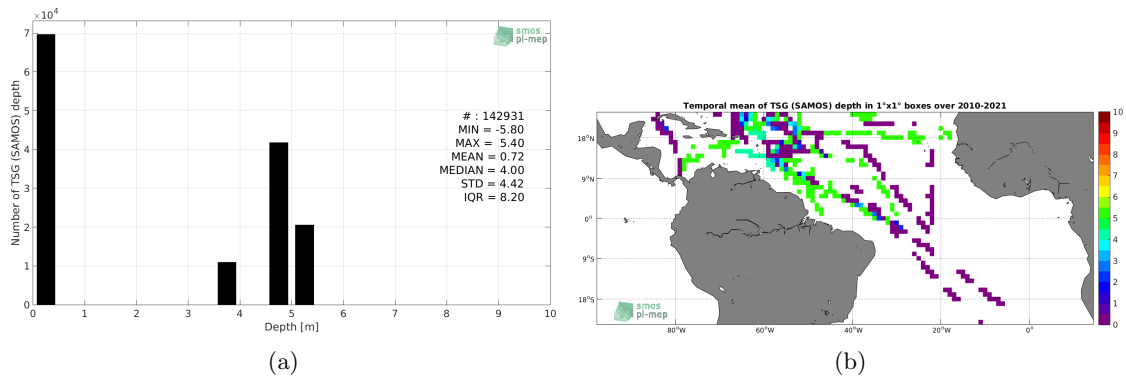 ×10⁴
7
6
5
4
3
2
1
0
Number of TSG (SAMOS) depth
smos
pi-mep
# : 142931
MIN = -5.80
MAX = 5.40
MEAN = 0.72
MEDIAN = 4.00
STD = 4.42
IQR = 8.20
0 1 2 3 4 5 6 7 8 9 10
Depth [m]
(a)
Temporal mean of TSG (SAMOS) depth in 1°x1° boxes over 2010-2021
18°N
9°N
0°
9°S
18°S
smos
pi-mep
80°W 60°W 40°W 20°W 0°
10
9
8
7
6
5
4
3
2
1
0
(b)